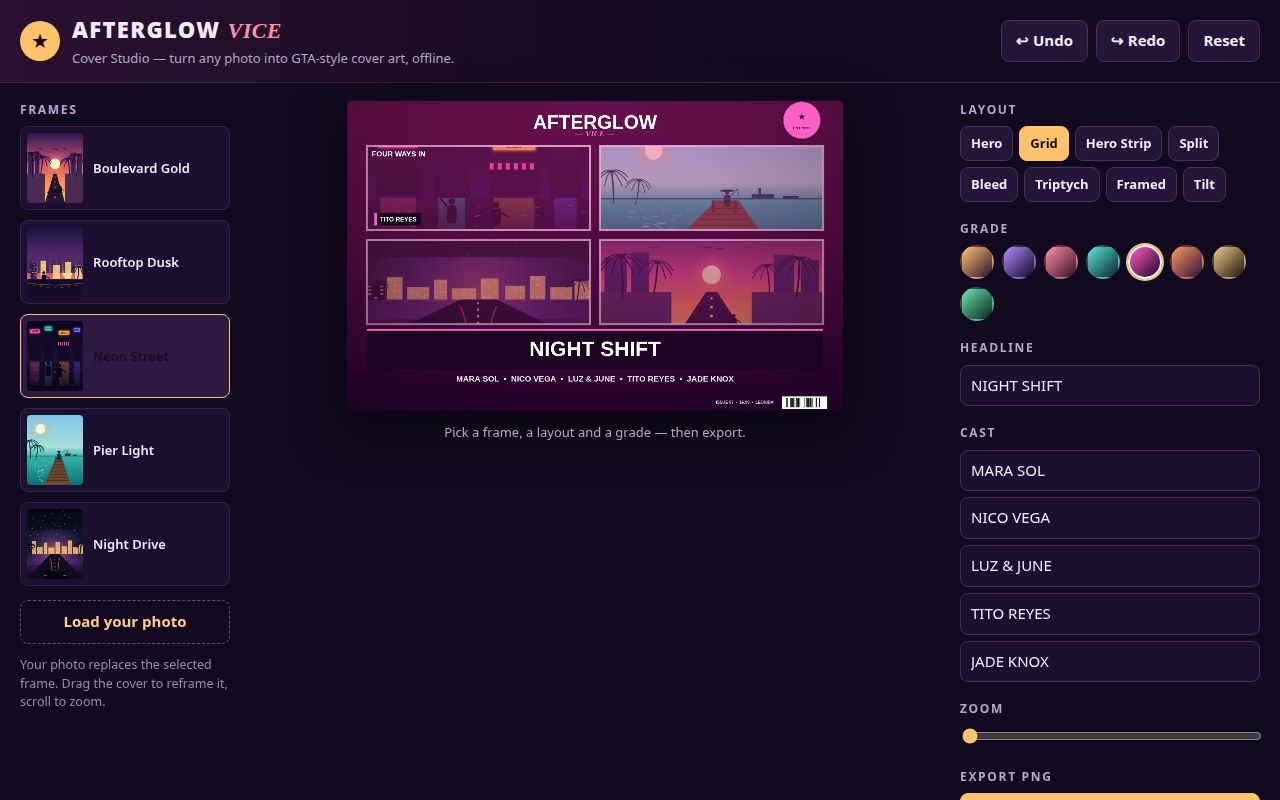 ★ AFTERGLOW VICE
Cover Studio — turn any photo into GTA-style cover art, offline.
↩ Undo
↪ Redo
Reset
FRAMES
Boulevard Gold
Rooftop Dusk
Neon Street
Pier Light
Night Drive
Load your photo
Your photo replaces the selected
frame. Drag the cover to reframe it,
scroll to zoom.
AFTERGLOW
— VICE —
FOUR WAYS IN
TITO REYES
NIGHT SHIFT
MARA SOL • NICO VEGA • LUZ & JUNE • TITO REYES • JADE KNOX
Pick a frame, a layout and a grade — then export.
LAYOUT
Hero
Grid
Hero Strip
Split
Bleed
Triptych
Framed
Tilt
GRADE
HEADLINE
NIGHT SHIFT
CAST
MARA SOL
NICO VEGA
LUZ & JUNE
TITO REYES
JADE KNOX
ZOOM
EXPORT PNG